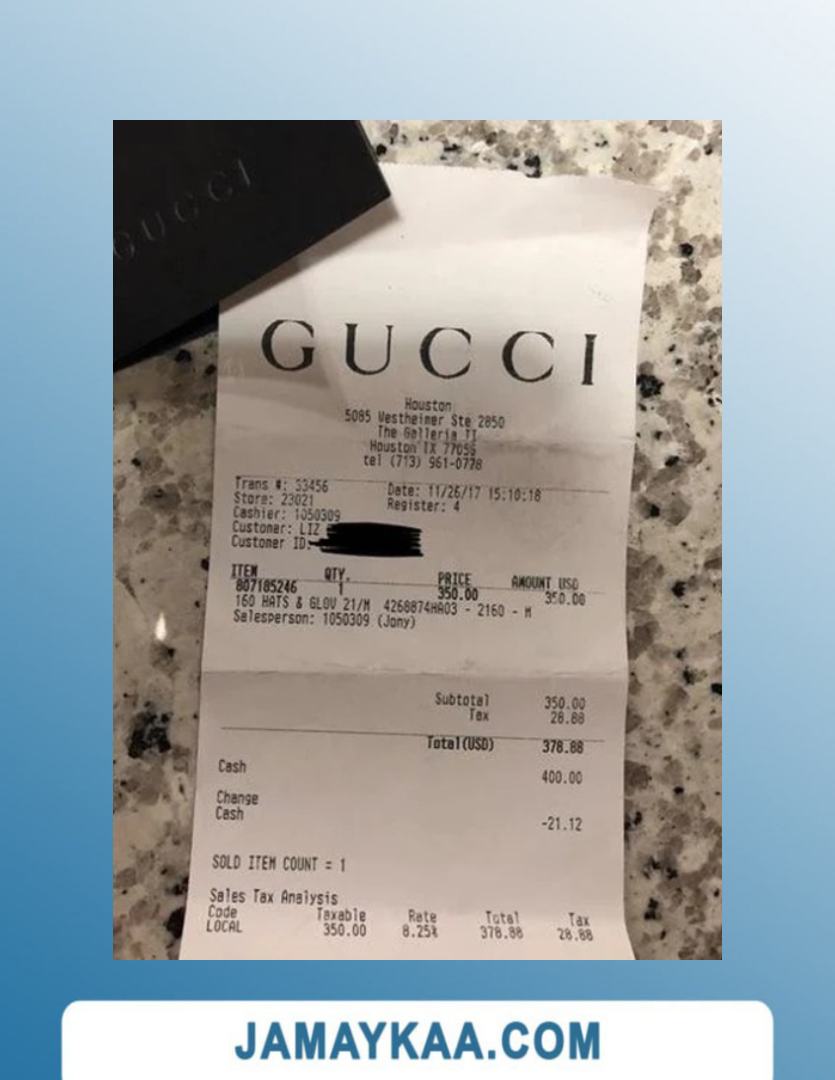 GUCCI
GUCCI
Houston
5085 Westheimer Ste 2850
The Galleria II
Houston TX 77056
tel (713) 961-0778
Trans #: 33456 Date: 11/26/17 15:10:18
Store: 23021 Register: 4
Cashier: 1050309
Customer: LIZ
Customer ID:
ITEM QTY. PRICE AMOUNT USD
807185246 1 350.00 350.00
160 HATS & GLOV 21/M 4268874HA03 - 2160 - M
Salesperson: 1050309 (Jony)
Subtotal 350.00
Tax 28.88
Total(USD) 378.88
Cash 400.00
Change
Cash -21.12
SOLD ITEM COUNT = 1
Sales Tax Analysis
Code Taxable Rate Total Tax
LOCAL 350.00 8.25% 378.88 28.88
JAMAYKAA.COM